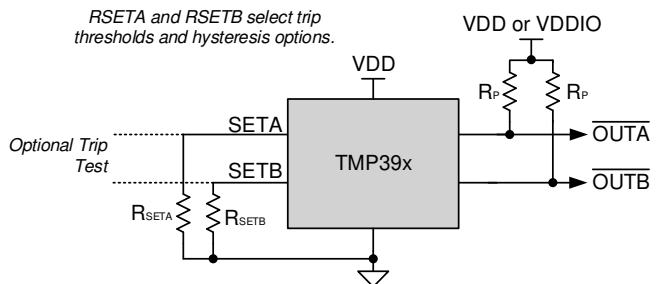 RSETA and RSETB select trip
thresholds and hysteresis options.
VDD or VDDIO
VDD
RP
RP
SETA
OUTA
Optional Trip
Test
SETB
TMP39x
OUTB
RSETA
RSETB